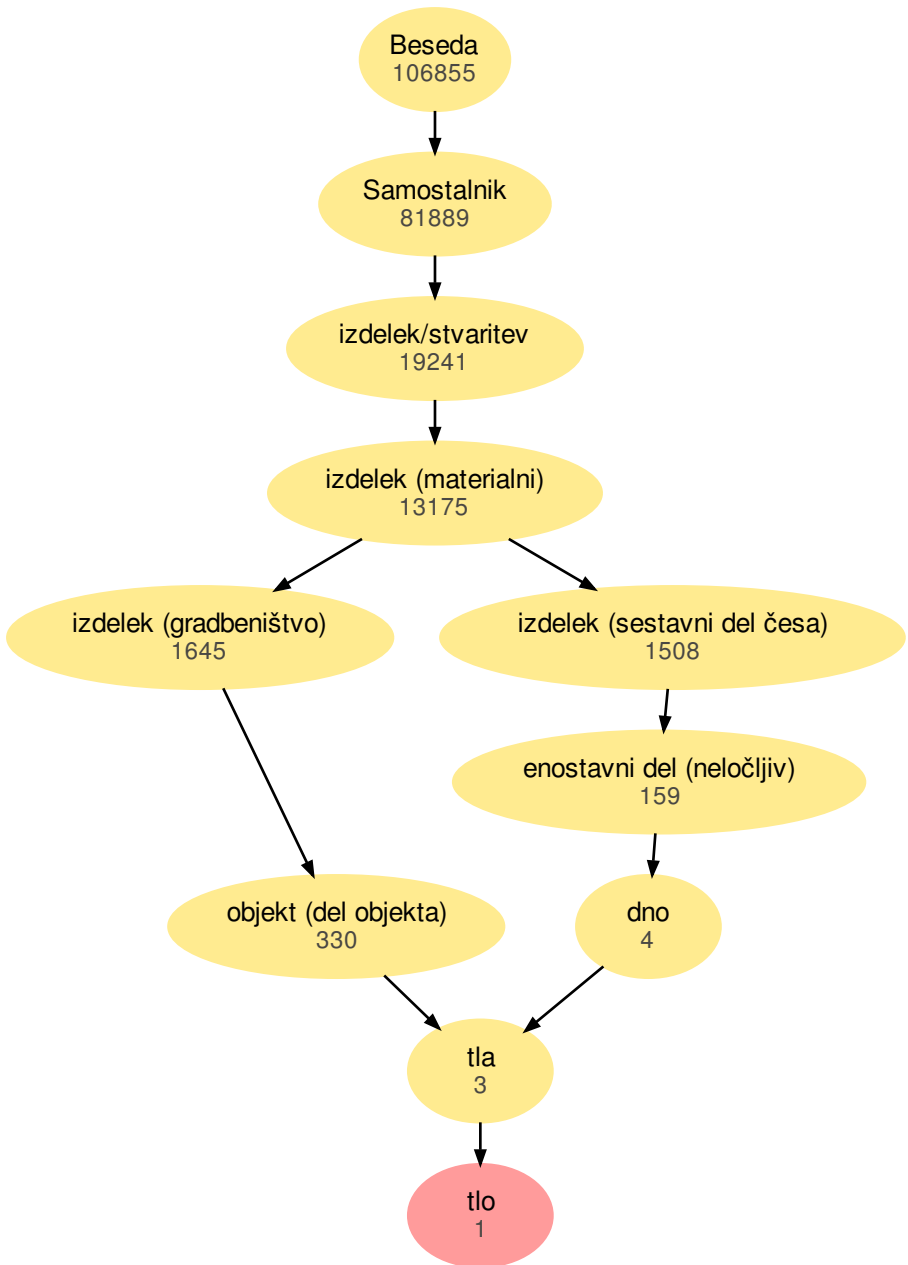 Beseda
106855
Samostalnik
81889
izdelek/stvaritev
19241
izdelek (materialni)
13175
izdelek (gradbeništvo)
1645
izdelek (sestavni del česa)
1508
enostavni del (neločljiv)
159
objekt (del objekta)
330
dno
4
tla
3
tlo
1